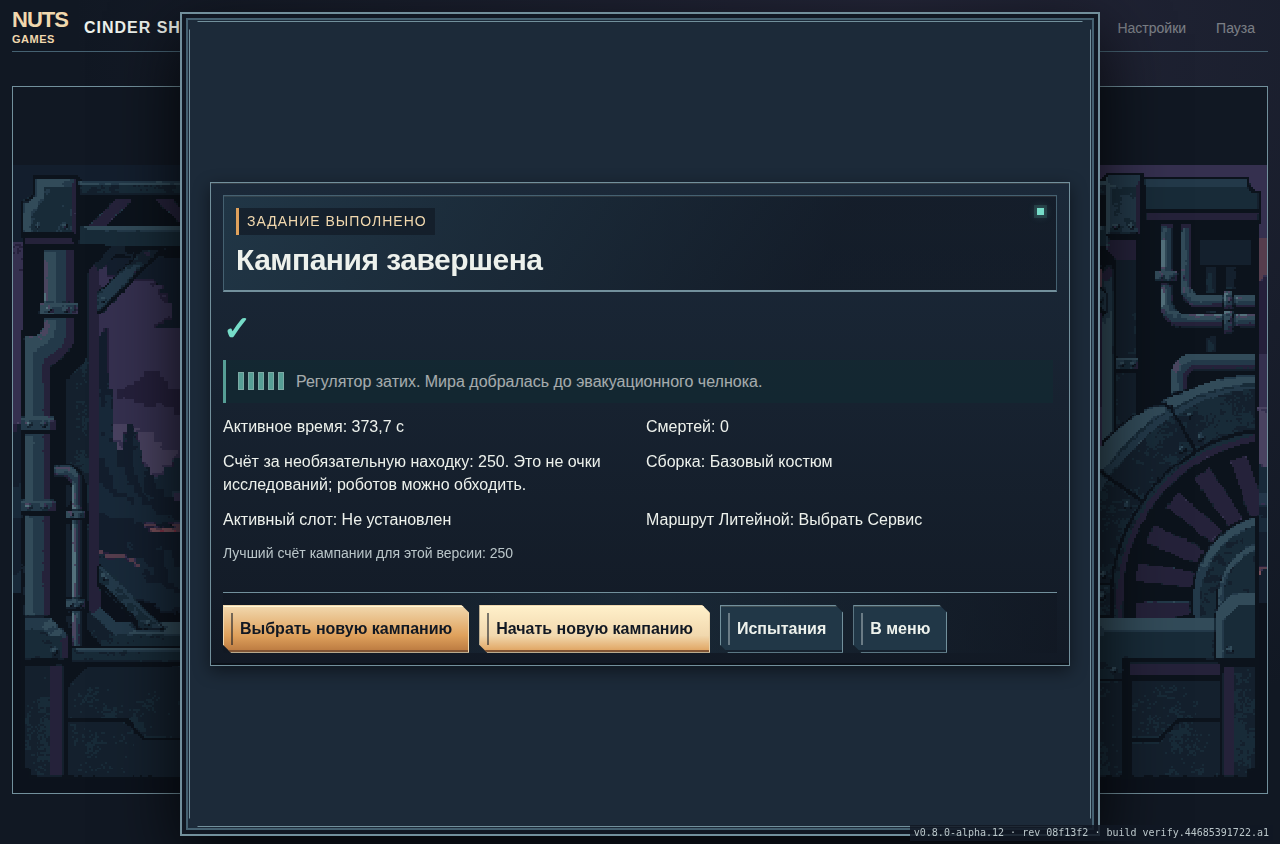 NUTS
GAMES
CINDER SH
Настройки
Пауза
ЗАДАНИЕ ВЫПОЛНЕНО
Кампания завершена
✓
Регулятор затих. Мира добралась до эвакуационного челнока.
Активное время: 373,7 с
Смертей: 0
Счёт за необязательную находку: 250. Это не очки
исследований; роботов можно обходить.
Сборка: Базовый костюм
Активный слот: Не установлен
Маршрут Литейной: Выбрать Сервис
Лучший счёт кампании для этой версии: 250
Выбрать новую кампанию
Начать новую кампанию
Испытания
В меню
v0.8.0-alpha.12 · rev 08f13f2 · build verify.44685391722.a1